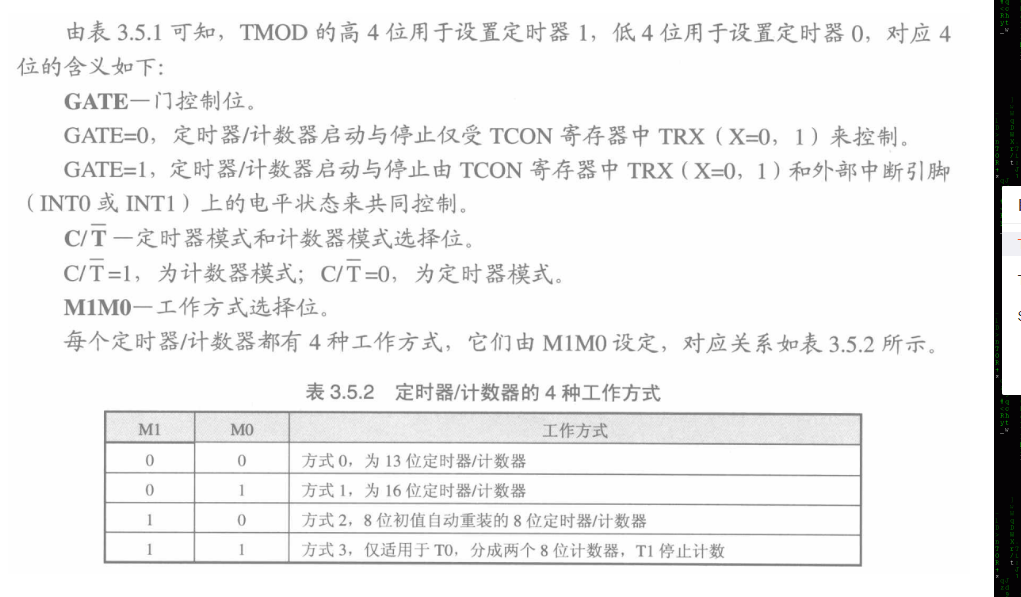 由表 3.5.1 可知，TMOD 的高 4 位用于设置定时器 1，低 4 位用于设置定时器 0，对应 4
位的含义如下：
GATE—门控制位。
GATE=0，定时器/计数器启动与停止仅受 TCON 寄存器中 TRX（X=0，1）来控制。
GATE=1，定时器/计数器启动与停止由 TCON 寄存器中 TRX（X=0，1）和外部中断引脚
（INT0 或 INT1）上的电平状态来共同控制。
C/T̅ —定时器模式和计数器模式选择位。
C/T̅=1，为计数器模式；C/T̅=0，为定时器模式。
M1M0—工作方式选择位。
每个定时器/计数器都有 4 种工作方式，它们由 M1M0 设定，对应关系如表 3.5.2 所示。
表 3.5.2 定时器/计数器的 4 种工作方式
M1 M0 工作方式
0 0 方式 0，为 13 位定时器/计数器
0 1 方式 1，为 16 位定时器/计数器
1 0 方式 2，8 位初值自动重装的 8 位定时器/计数器
1 1 方式 3，仅适用于 T0，分成两个 8 位计数器，T1 停止计数